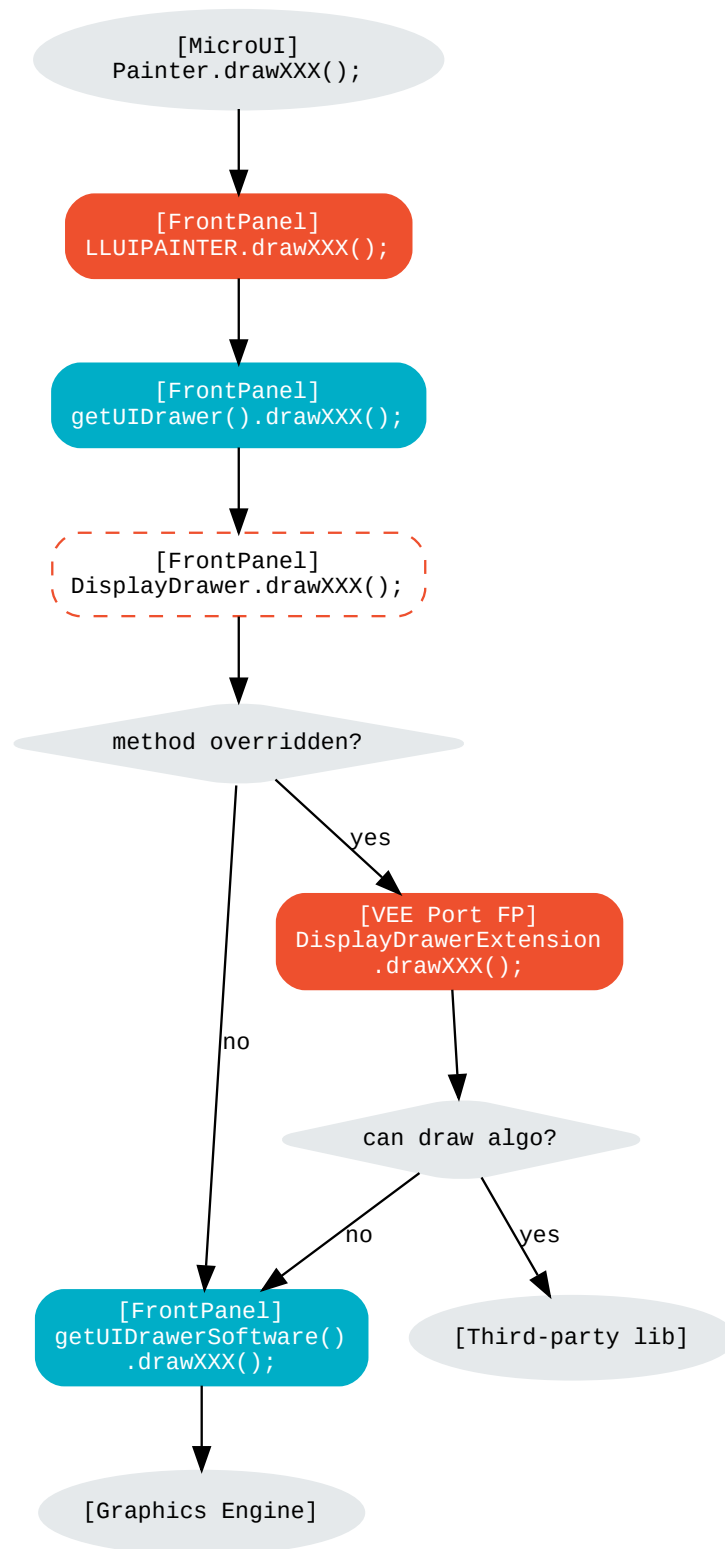 [MicroUI]
Painter.drawXXX();
[FrontPanel]
LLUIPAINTER.drawXXX();
[FrontPanel]
getUIDrawer().drawXXX();
[FrontPanel]
DisplayDrawer.drawXXX();
method overridden?
yes
[VEE Port FP]
DisplayDrawerExtension
.drawXXX();
no
can draw algo?
no
yes
[FrontPanel]
getUIDrawerSoftware()
.drawXXX();
[Third-party lib]
[Graphics Engine]